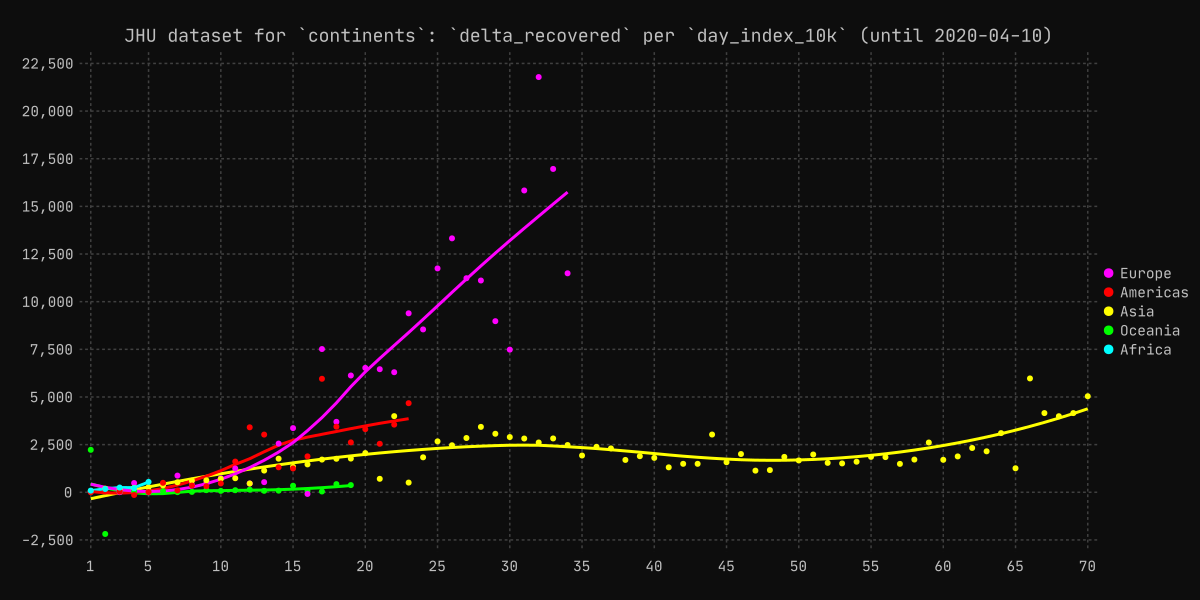 JHU dataset for `continents`: `delta_recovered` per `day_index_10k` (until 2020-04-10)
22,500
20,000
17,500
15,000
12,500
10,000
7,500
5,000
2,500
0
−2,500
1 5 10 15 20 25 30 35 40 45 50 55 60 65 70
Europe
Americas
Asia
Oceania
Africa